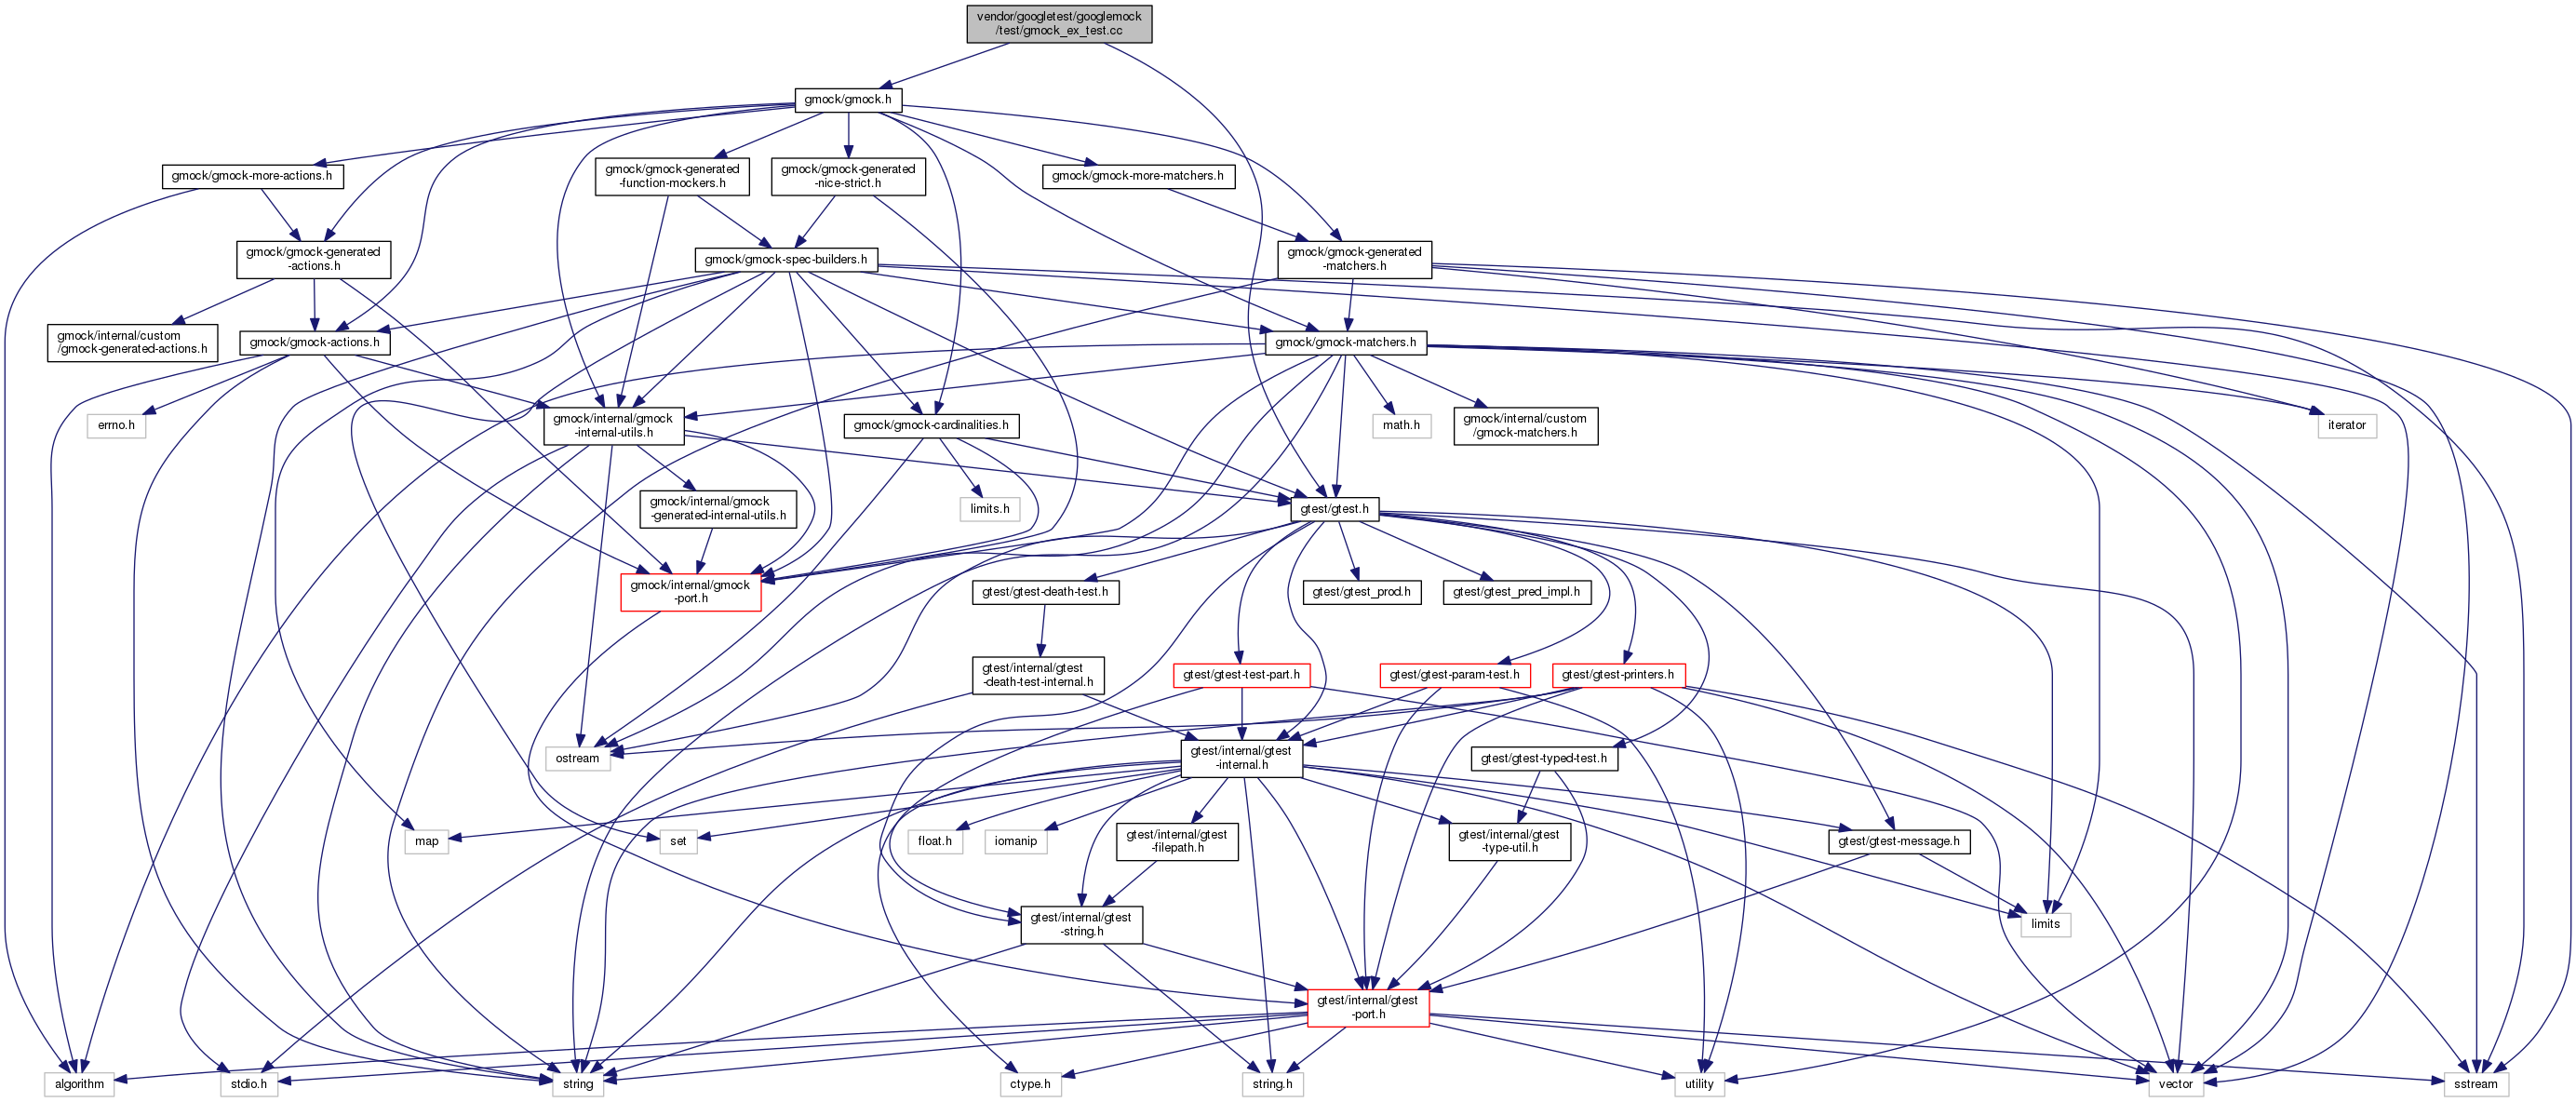 vendor/googletest/googlemock
/test/gmock_ex_test.cc
gmock/gmock.h
gmock/gmock-more-actions.h
gmock/gmock-generated
-function-mockers.h
gmock/gmock-generated
-nice-strict.h
gmock/gmock-more-matchers.h
gmock/gmock-generated
-actions.h
gmock/gmock-spec-builders.h
gmock/gmock-generated
-matchers.h
gmock/internal/custom
/gmock-generated-actions.h
gmock/gmock-actions.h
gmock/gmock-matchers.h
errno.h
gmock/internal/gmock
-internal-utils.h
gmock/gmock-cardinalities.h
math.h
gmock/internal/custom
/gmock-matchers.h
iterator
gmock/internal/gmock
-generated-internal-utils.h
limits.h
gtest/gtest.h
gmock/internal/gmock
-port.h
gtest/gtest-death-test.h
gtest/gtest_prod.h
gtest/gtest_pred_impl.h
gtest/internal/gtest
-death-test-internal.h
gtest/gtest-test-part.h
gtest/gtest-param-test.h
gtest/gtest-printers.h
ostream
gtest/internal/gtest
-internal.h
gtest/gtest-typed-test.h
map
set
float.h
iomanip
gtest/internal/gtest
-filepath.h
gtest/internal/gtest
-type-util.h
gtest/gtest-message.h
gtest/internal/gtest
-string.h
limits
gtest/internal/gtest
-port.h
algorithm
stdio.h
string
ctype.h
string.h
utility
vector
sstream